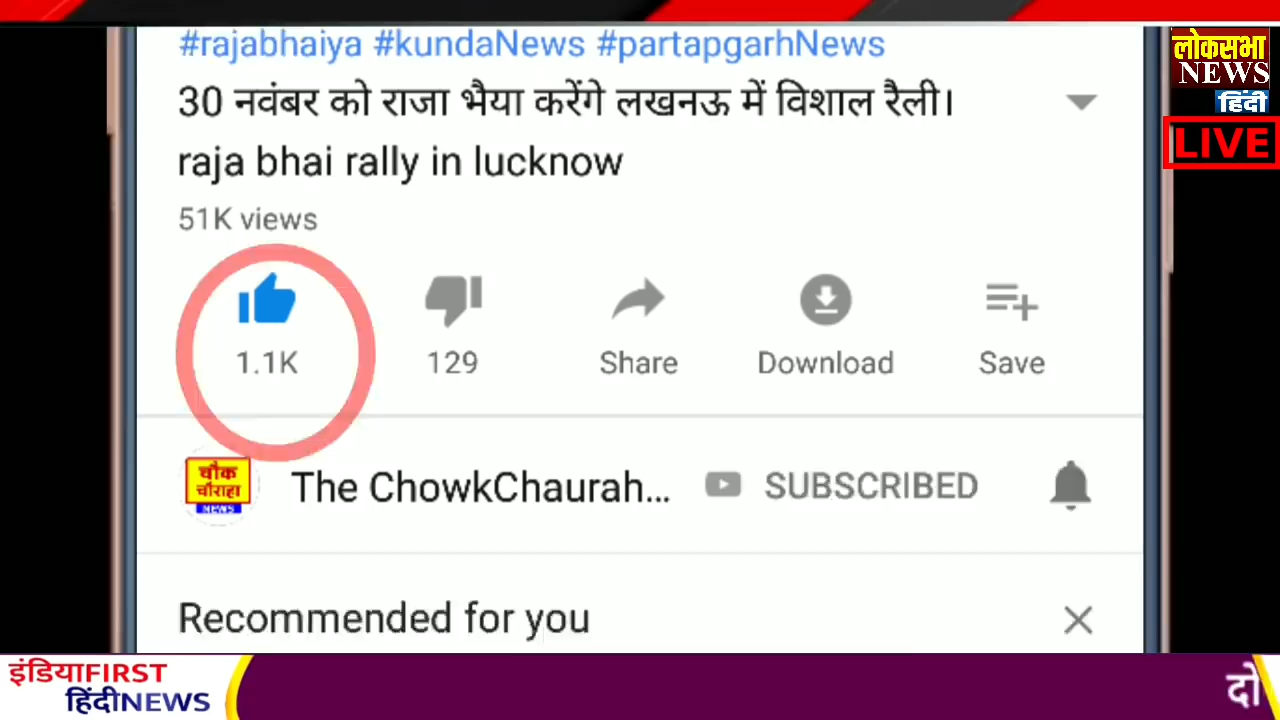 #rajabhaiya #kundaNews #partapgarhNews
30 नवंबर को राजा भैया करेंगे लखनऊ में विशाल रैली।
raja bhai rally in lucknow
51K views
1.1K
129
Share
Download
Save
चौक
चौराहा
NEWS
The ChowkChaurah...
SUBSCRIBED
Recommended for you
लोकसभा
NEWS
हिंदी
LIVE
इंडियाFIRST
हिंदीNEWS
दो